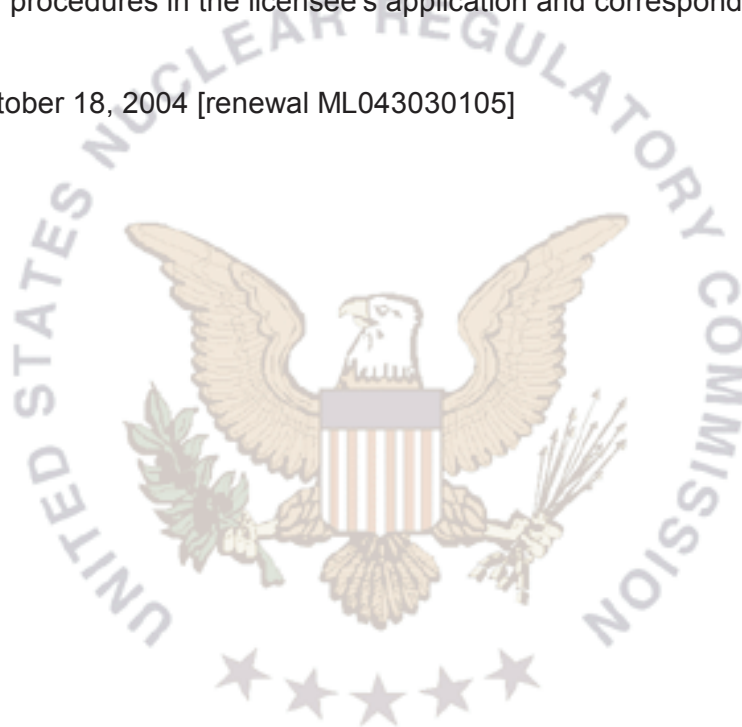 procedures in the licensee's application and correspond
tober 18, 2004 [renewal ML043030105]
UNITED STATES NUCLEAR REGULATORY COMMISSION